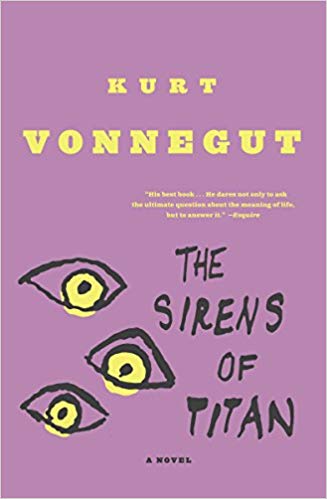 KURT
VONNEGUT
"His best book . . . He dares not only to ask
the ultimate question about the meaning of life,
but to answer it." —Esquire
THE
SIRENS
OF
TITAN
A NOVEL